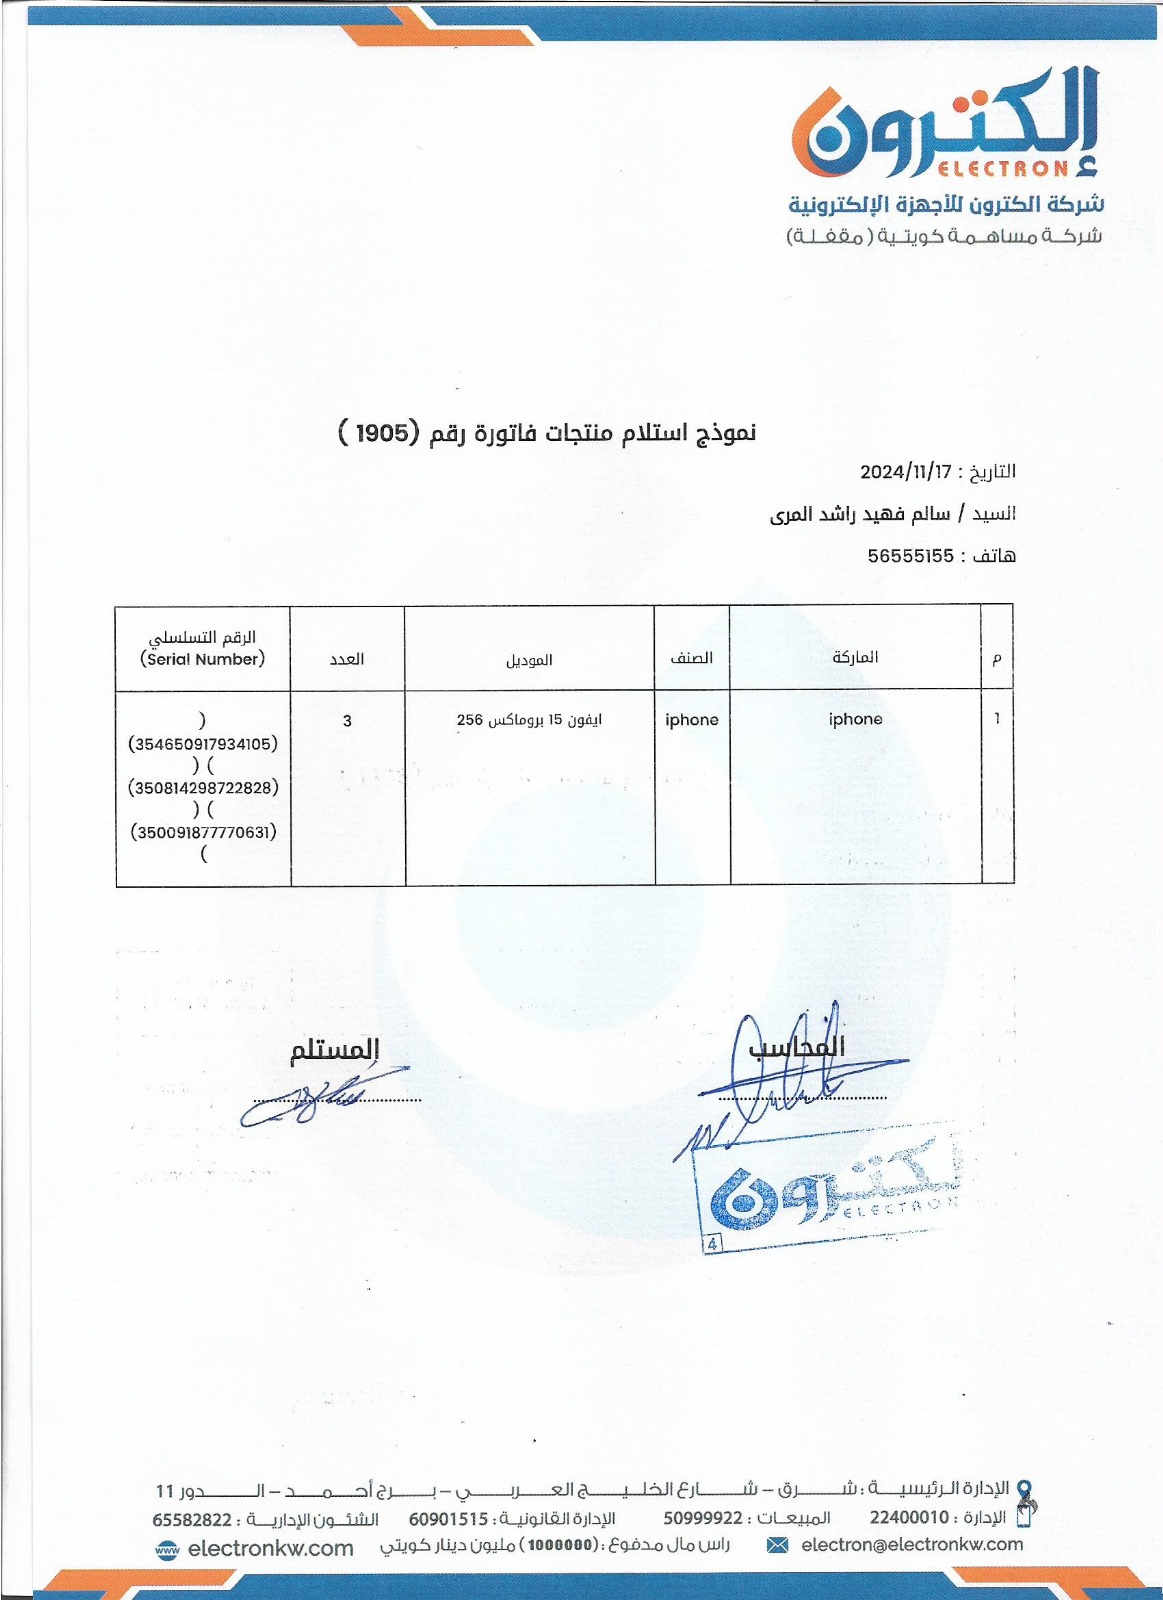 إلكترون
ELECTRON
شركة الكترون للأجهزة الإلكترونية
شركة مساهمة كويتية (مقفلة)
نموذج استلام منتجات فاتورة رقم (1905 )
التاريخ : 2024/11/17
السيد / سالم فهيد راشد المرى
هاتف : 56555155
م الماركة الصنف الموديل العدد الرقم التسلسلي (Serial Number)
1 iphone iphone ايفون 15 بروماكس 256 3
(
(354650917934105)
) (
(350814298722828)
) (
(350091877770631)
)
المحاسب المستلم
الكترون
ELECTRON
4
الإدارة الرئيسية : شرق – شارع الخليج العربي – برج أحمد – الدور 11
الإدارة : 22400010 المبيعات : 50999922 الإدارة القانونية : 60901515 الشئون الإدارية : 65582822
electron@electronkw.com راس مال مدفوع : (1000000) مليون دينار كويتي www electronkw.com